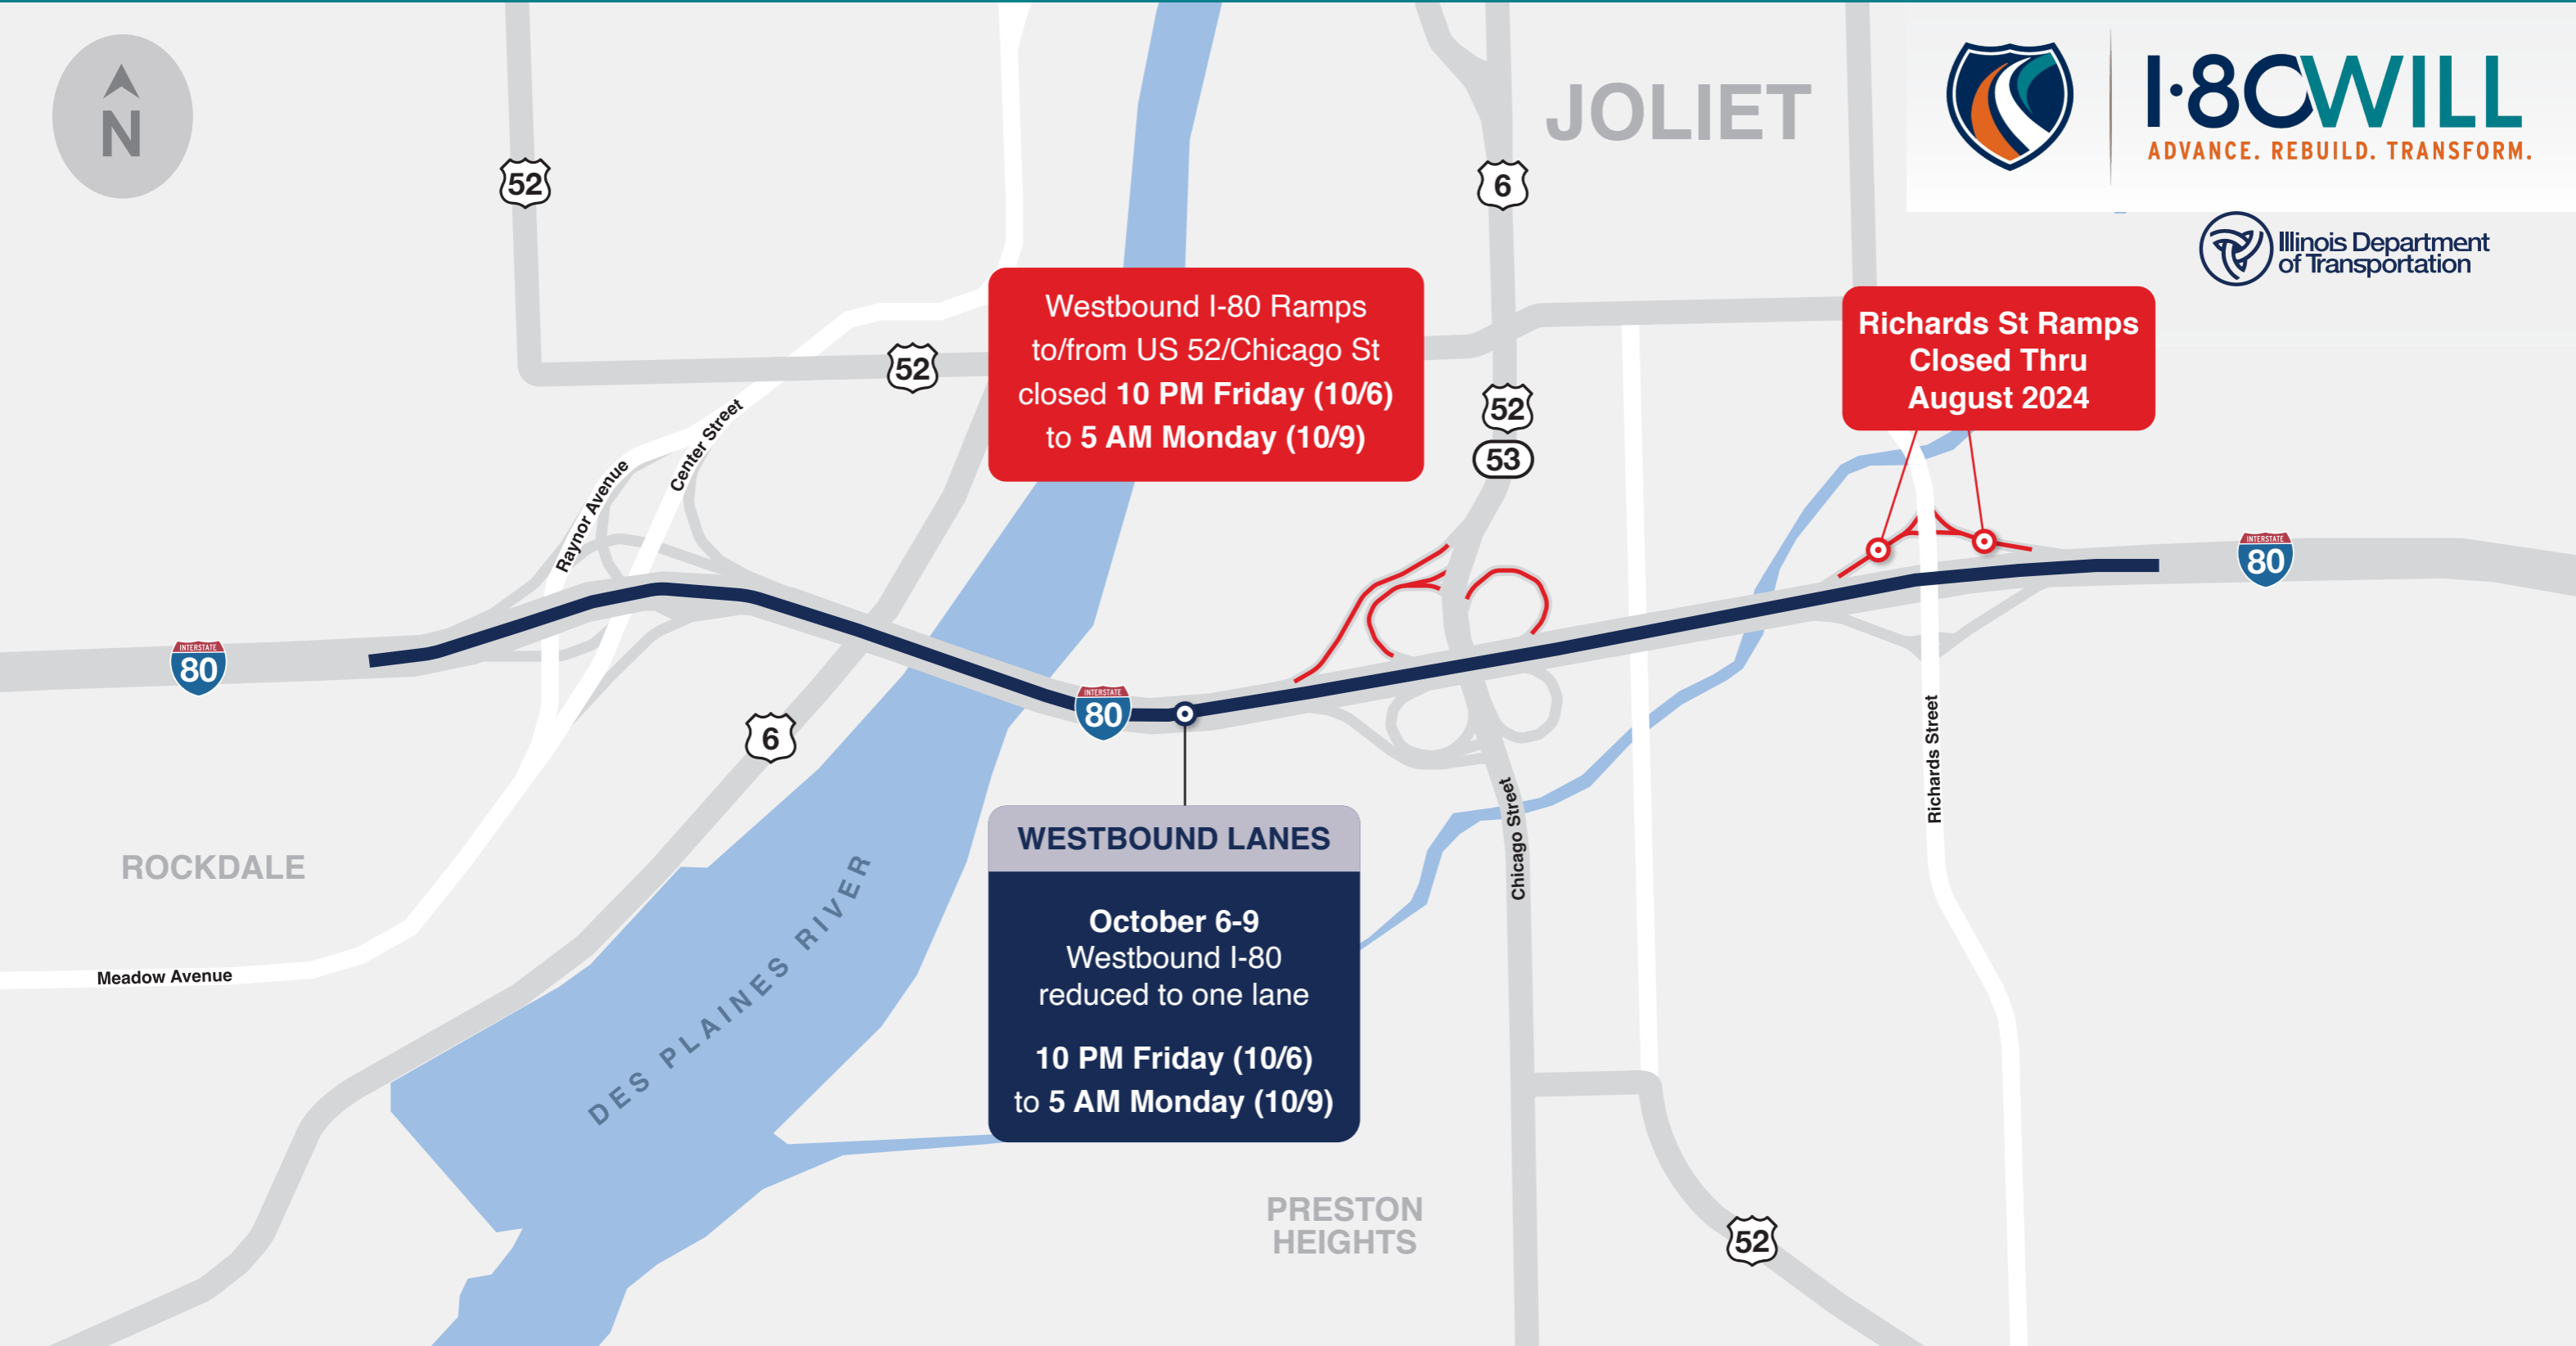 N
JOLIET
I·80WILL
ADVANCE. REBUILD. TRANSFORM.
Illinois Department
of Transportation
52
6
Westbound I-80 Ramps
to/from US 52/Chicago St
closed 10 PM Friday (10/6)
to 5 AM Monday (10/9)
Richards St Ramps
Closed Thru
August 2024
52
52
53
Center Street
Raynor Avenue
INTERSTATE
80
INTERSTATE
80
INTERSTATE
80
6
Richards Street
Chicago Street
WESTBOUND LANES
October 6-9
Westbound I-80
reduced to one lane
10 PM Friday (10/6)
to 5 AM Monday (10/9)
ROCKDALE
Meadow Avenue
DES PLAINES RIVER
PRESTON
HEIGHTS
52